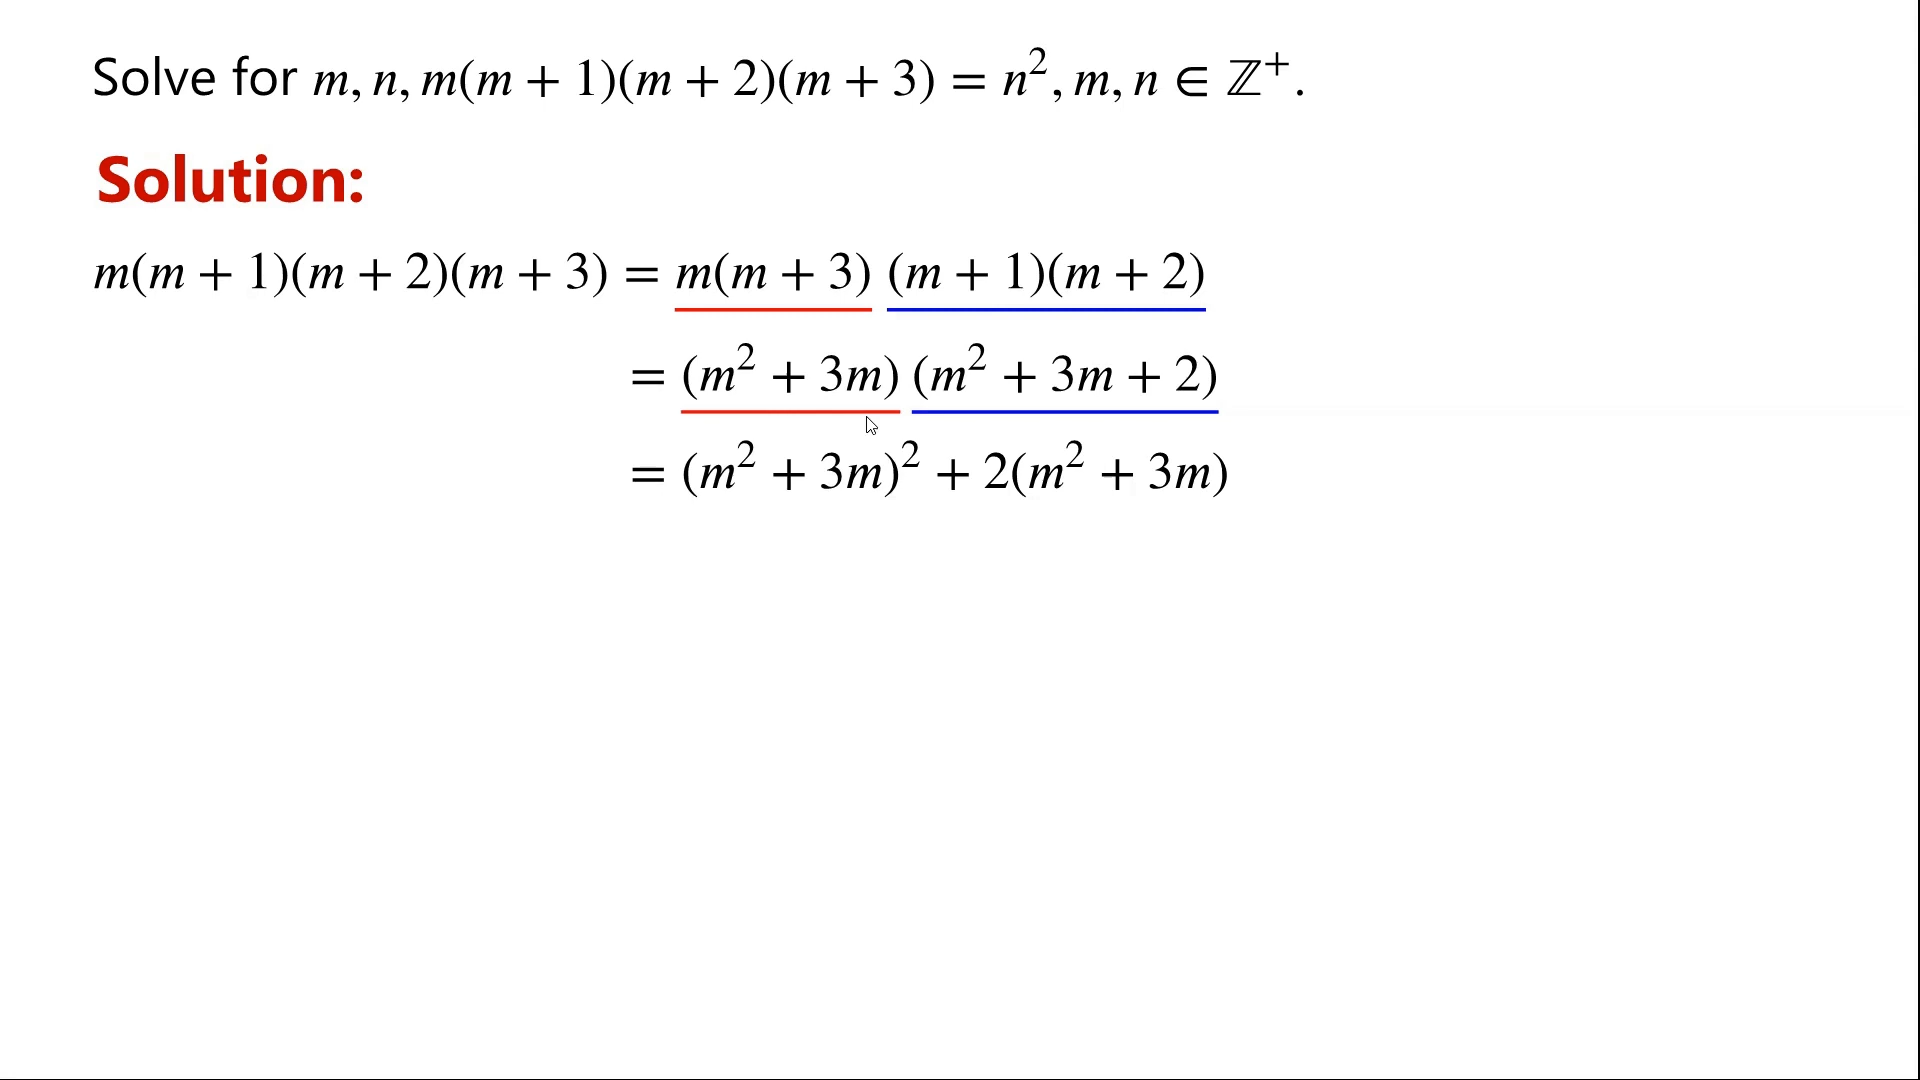 Solve for m, n, m(m + 1)(m + 2)(m + 3) = n², m, n ∈ ℤ⁺.
Solution:
m(m + 1)(m + 2)(m + 3) = m(m + 3) (m + 1)(m + 2)
= (m² + 3m) (m² + 3m + 2)
= (m² + 3m)² + 2(m² + 3m)